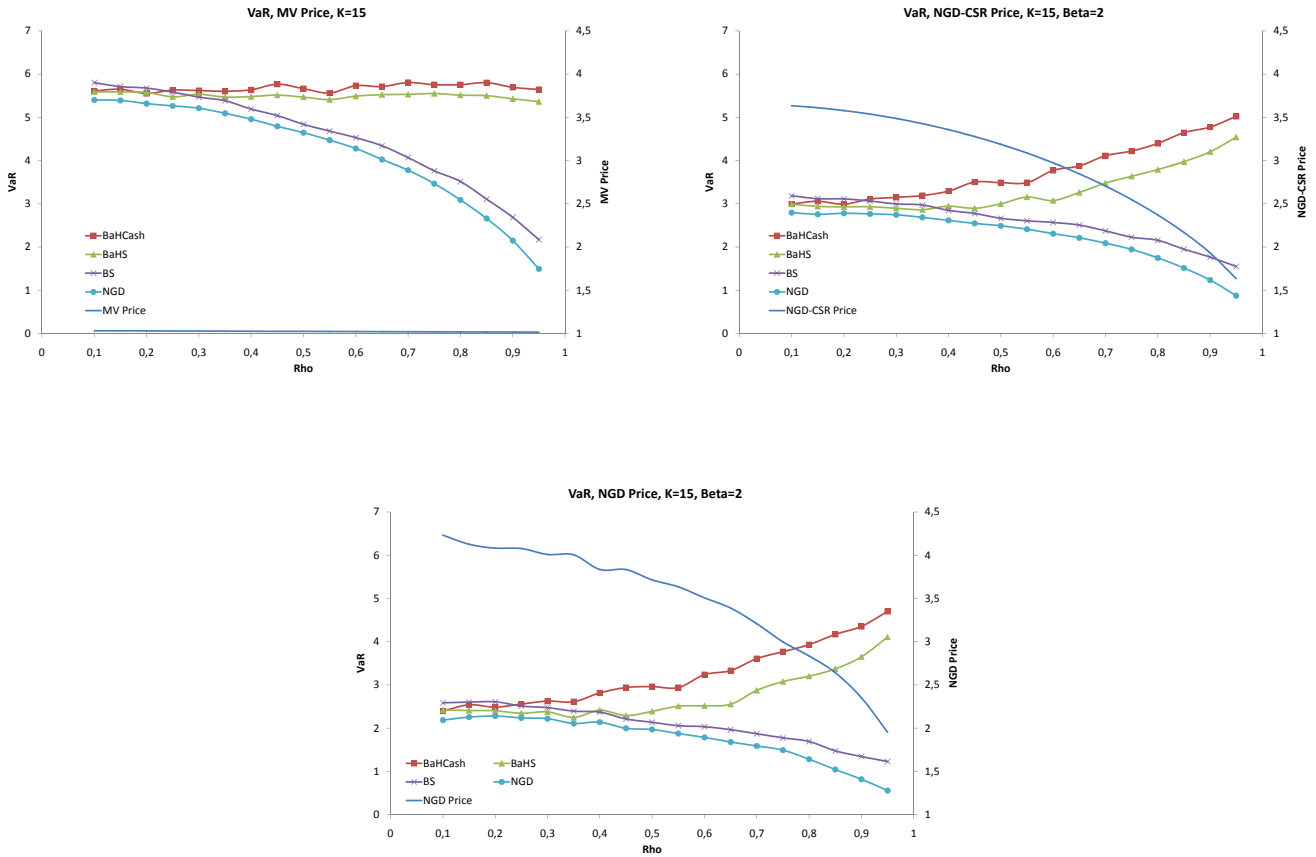 VaR, MV Price, K=15
7
6
5
4
3
2
1
0
VaR
4,5
4
3,5
3
2,5
2
1,5
1
MV Price
BaHCash
BaHS
BS
NGD
MV Price
0 0,1 0,2 0,3 0,4 0,5 0,6 0,7 0,8 0,9 1
Rho
VaR, NGD-CSR Price, K=15, Beta=2
7
6
5
4
3
2
1
0
VaR
4,5
4
3,5
3
2,5
2
1,5
1
NGD-CSR Price
BaHCash
BaHS
BS
NGD
NGD-CSR Price
0 0,1 0,2 0,3 0,4 0,5 0,6 0,7 0,8 0,9 1
Rho
VaR, NGD Price, K=15, Beta=2
7
6
5
4
3
2
1
0
VaR
4,5
4
3,5
3
2,5
2
1,5
1
NGD Price
BaHCash BaHS
BS NGD
NGD Price
0 0,1 0,2 0,3 0,4 0,5 0,6 0,7 0,8 0,9 1
Rho